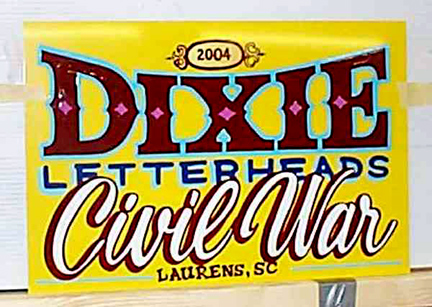 2004
DIXIE
LETTERHEADS
Civil War
LAURENS, SC